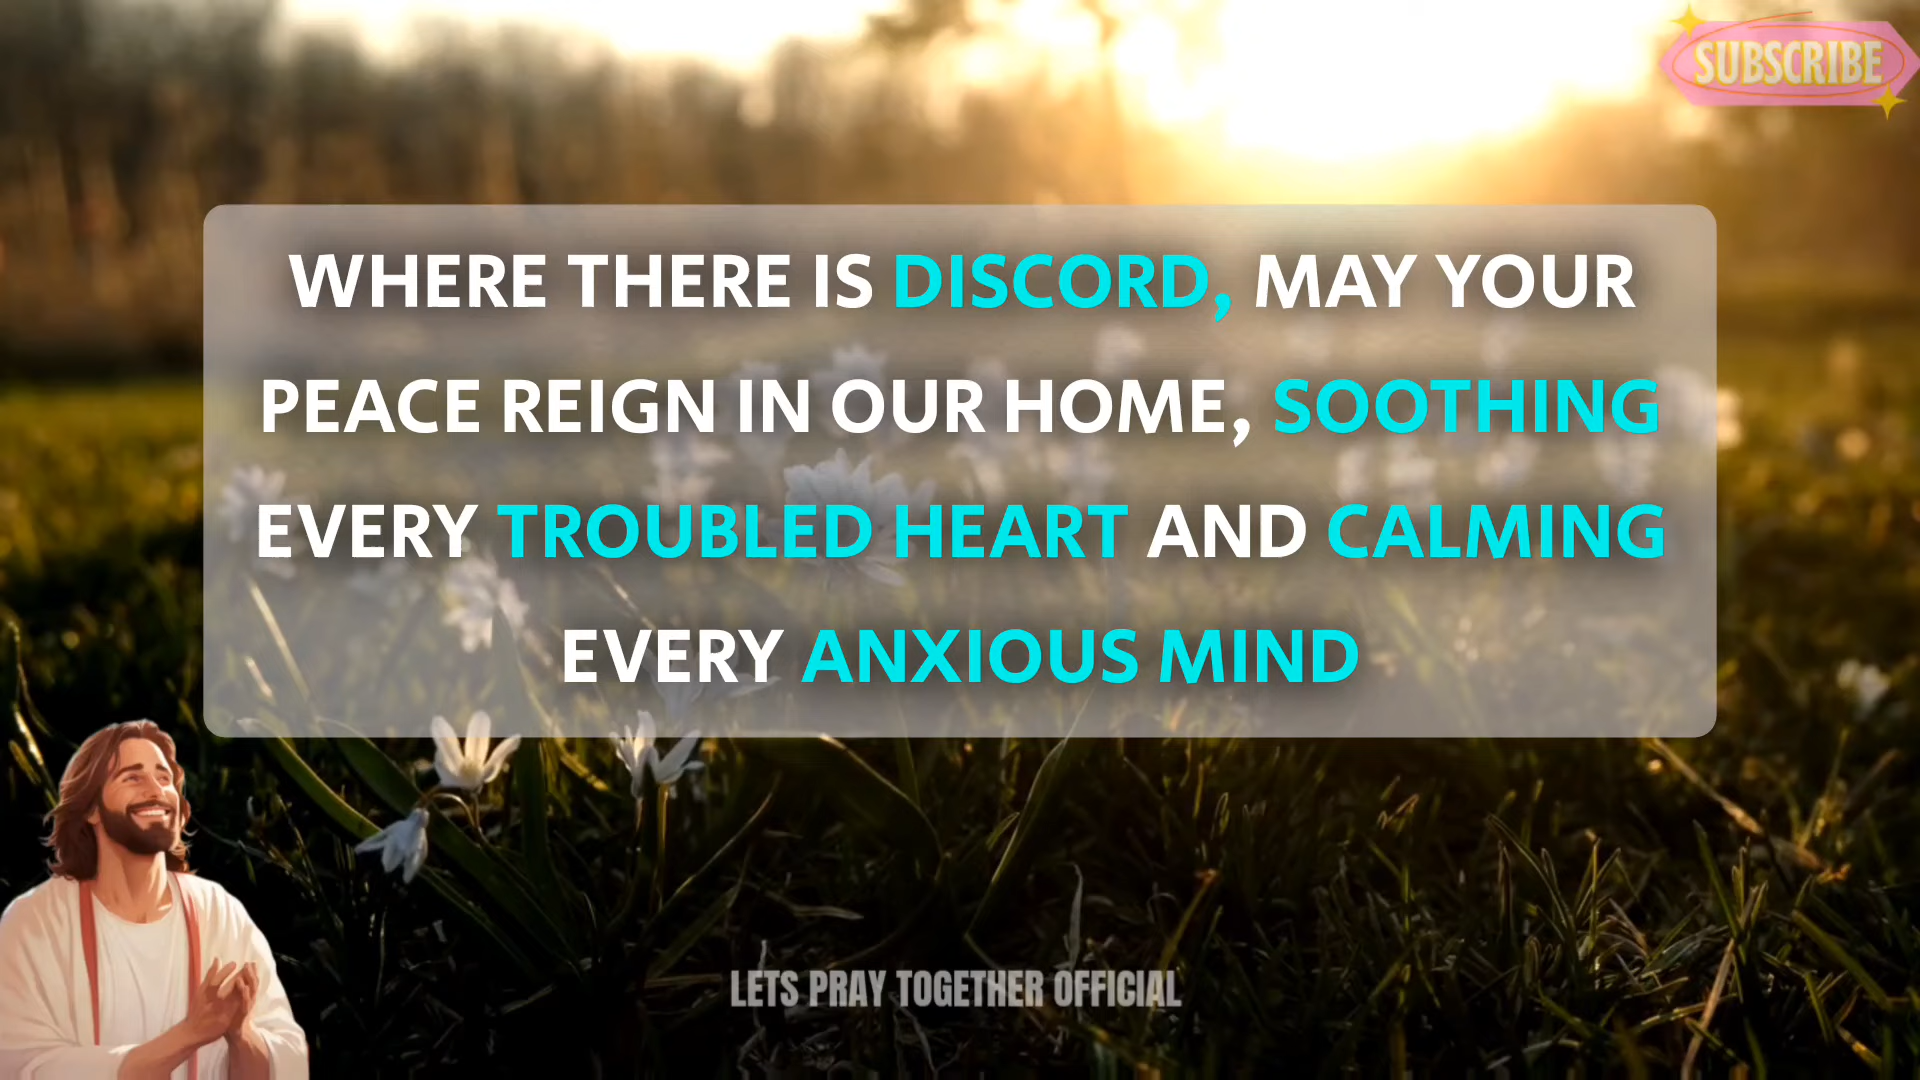 SUBSCRIBE
WHERE THERE IS DISCORD, MAY YOUR
PEACE REIGN IN OUR HOME, SOOTHING
EVERY TROUBLED HEART AND CALMING
EVERY ANXIOUS MIND
LETS PRAY TOGETHER OFFICIAL